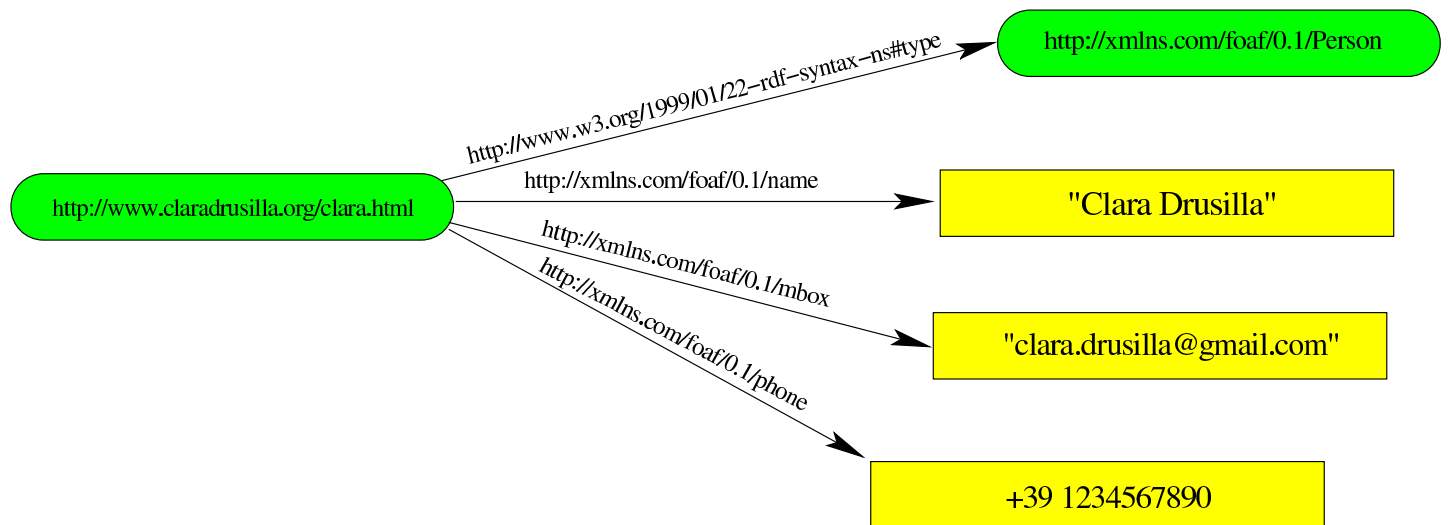 http://xmlns.com/foaf/0.1/Person
http://www.w3.org/1999/01/22-rdf-syntax-ns#type
http://xmlns.com/foaf/0.1/name
"Clara Drusilla"
http://www.claradrusilla.org/clara.html
http://xmlns.com/foaf/0.1/mbox
"clara.drusilla@gmail.com"
http://xmlns.com/foaf/0.1/phone
+39 1234567890